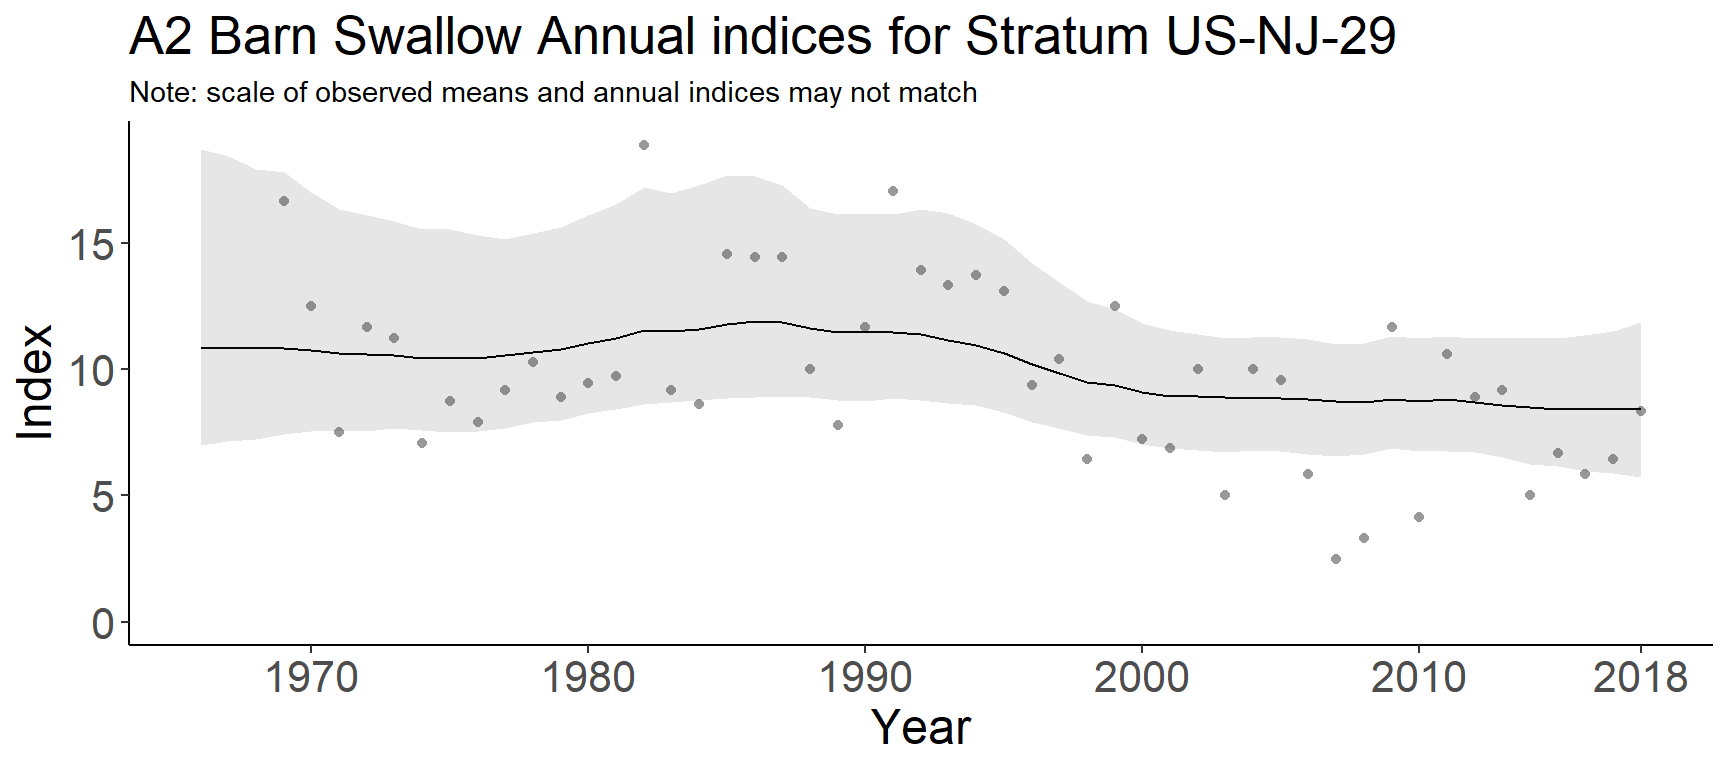 A2 Barn Swallow Annual indices for Stratum US-NJ-29
Note: scale of observed means and annual indices may not match
Index
15
10
5
0
1970 1980 1990 2000 2010 2018
Year